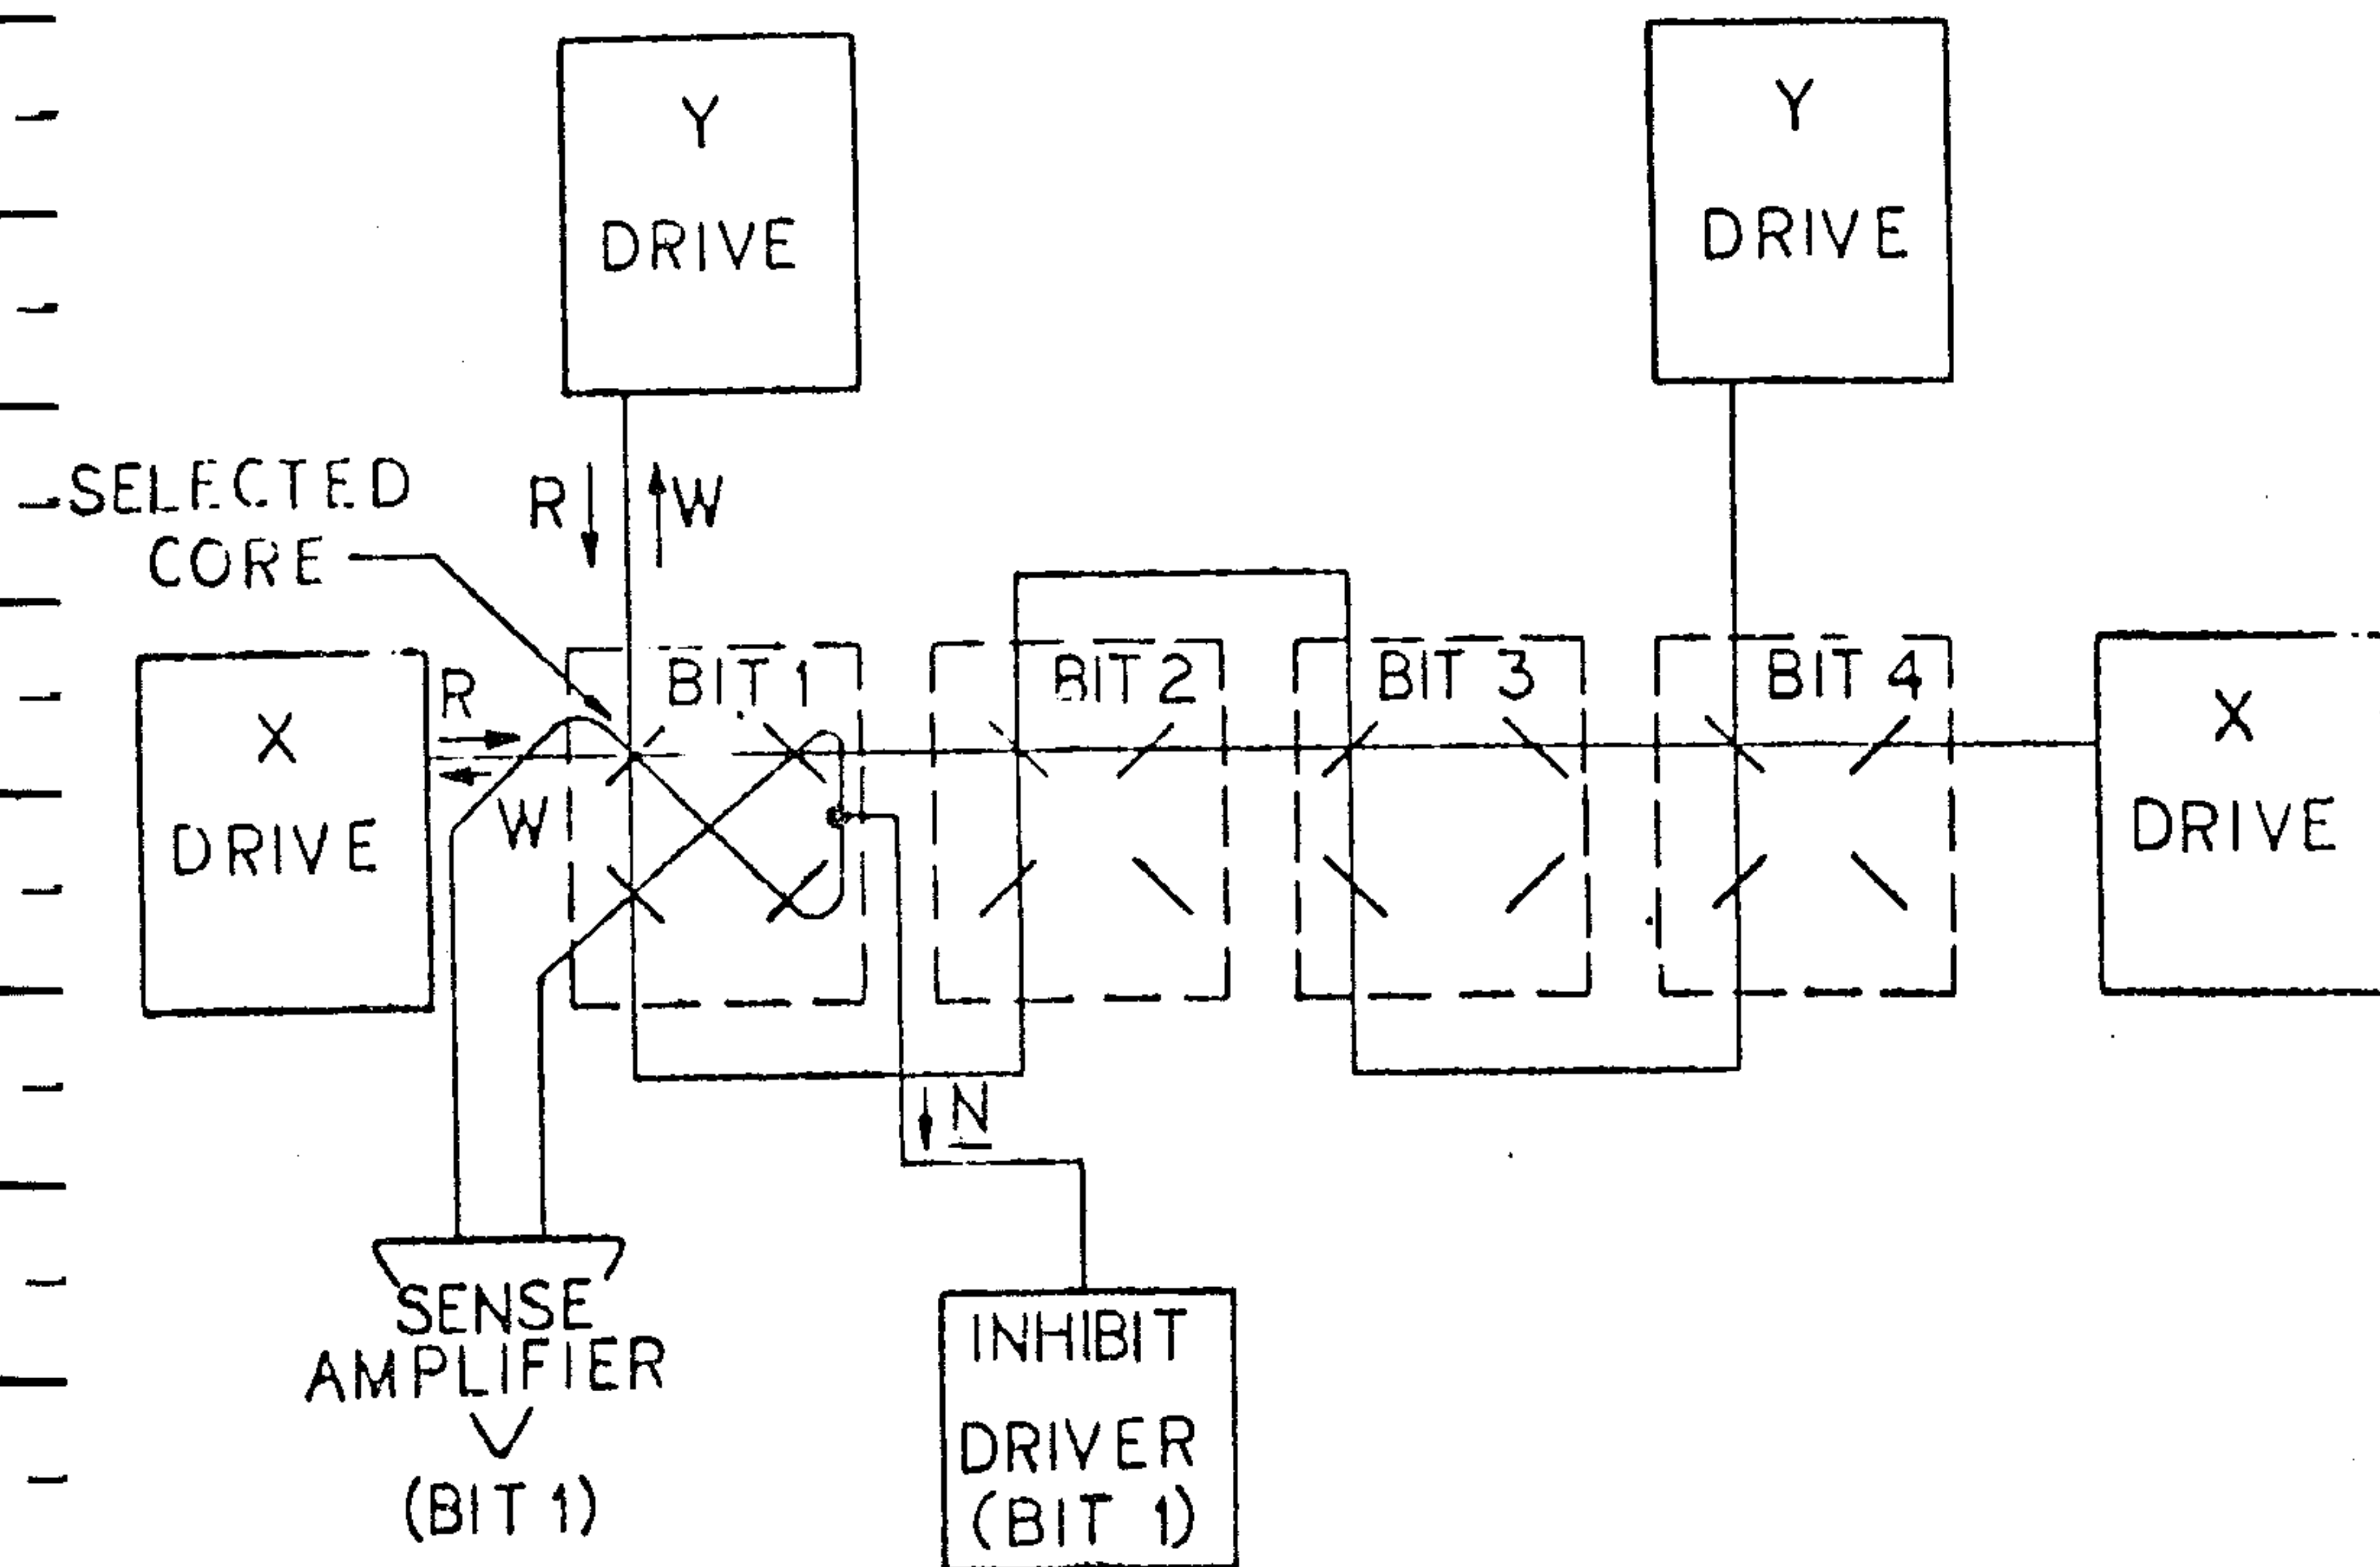 Y
DRIVE
Y
DRIVE
SELECTED
CORE
R
W
X
DRIVE
R
W
BIT 1
BIT 2
BIT 3
BIT 4
X
DRIVE
N
SENSE
AMPLIFIER
(BIT 1)
INHIBIT
DRIVER
(BIT 1)